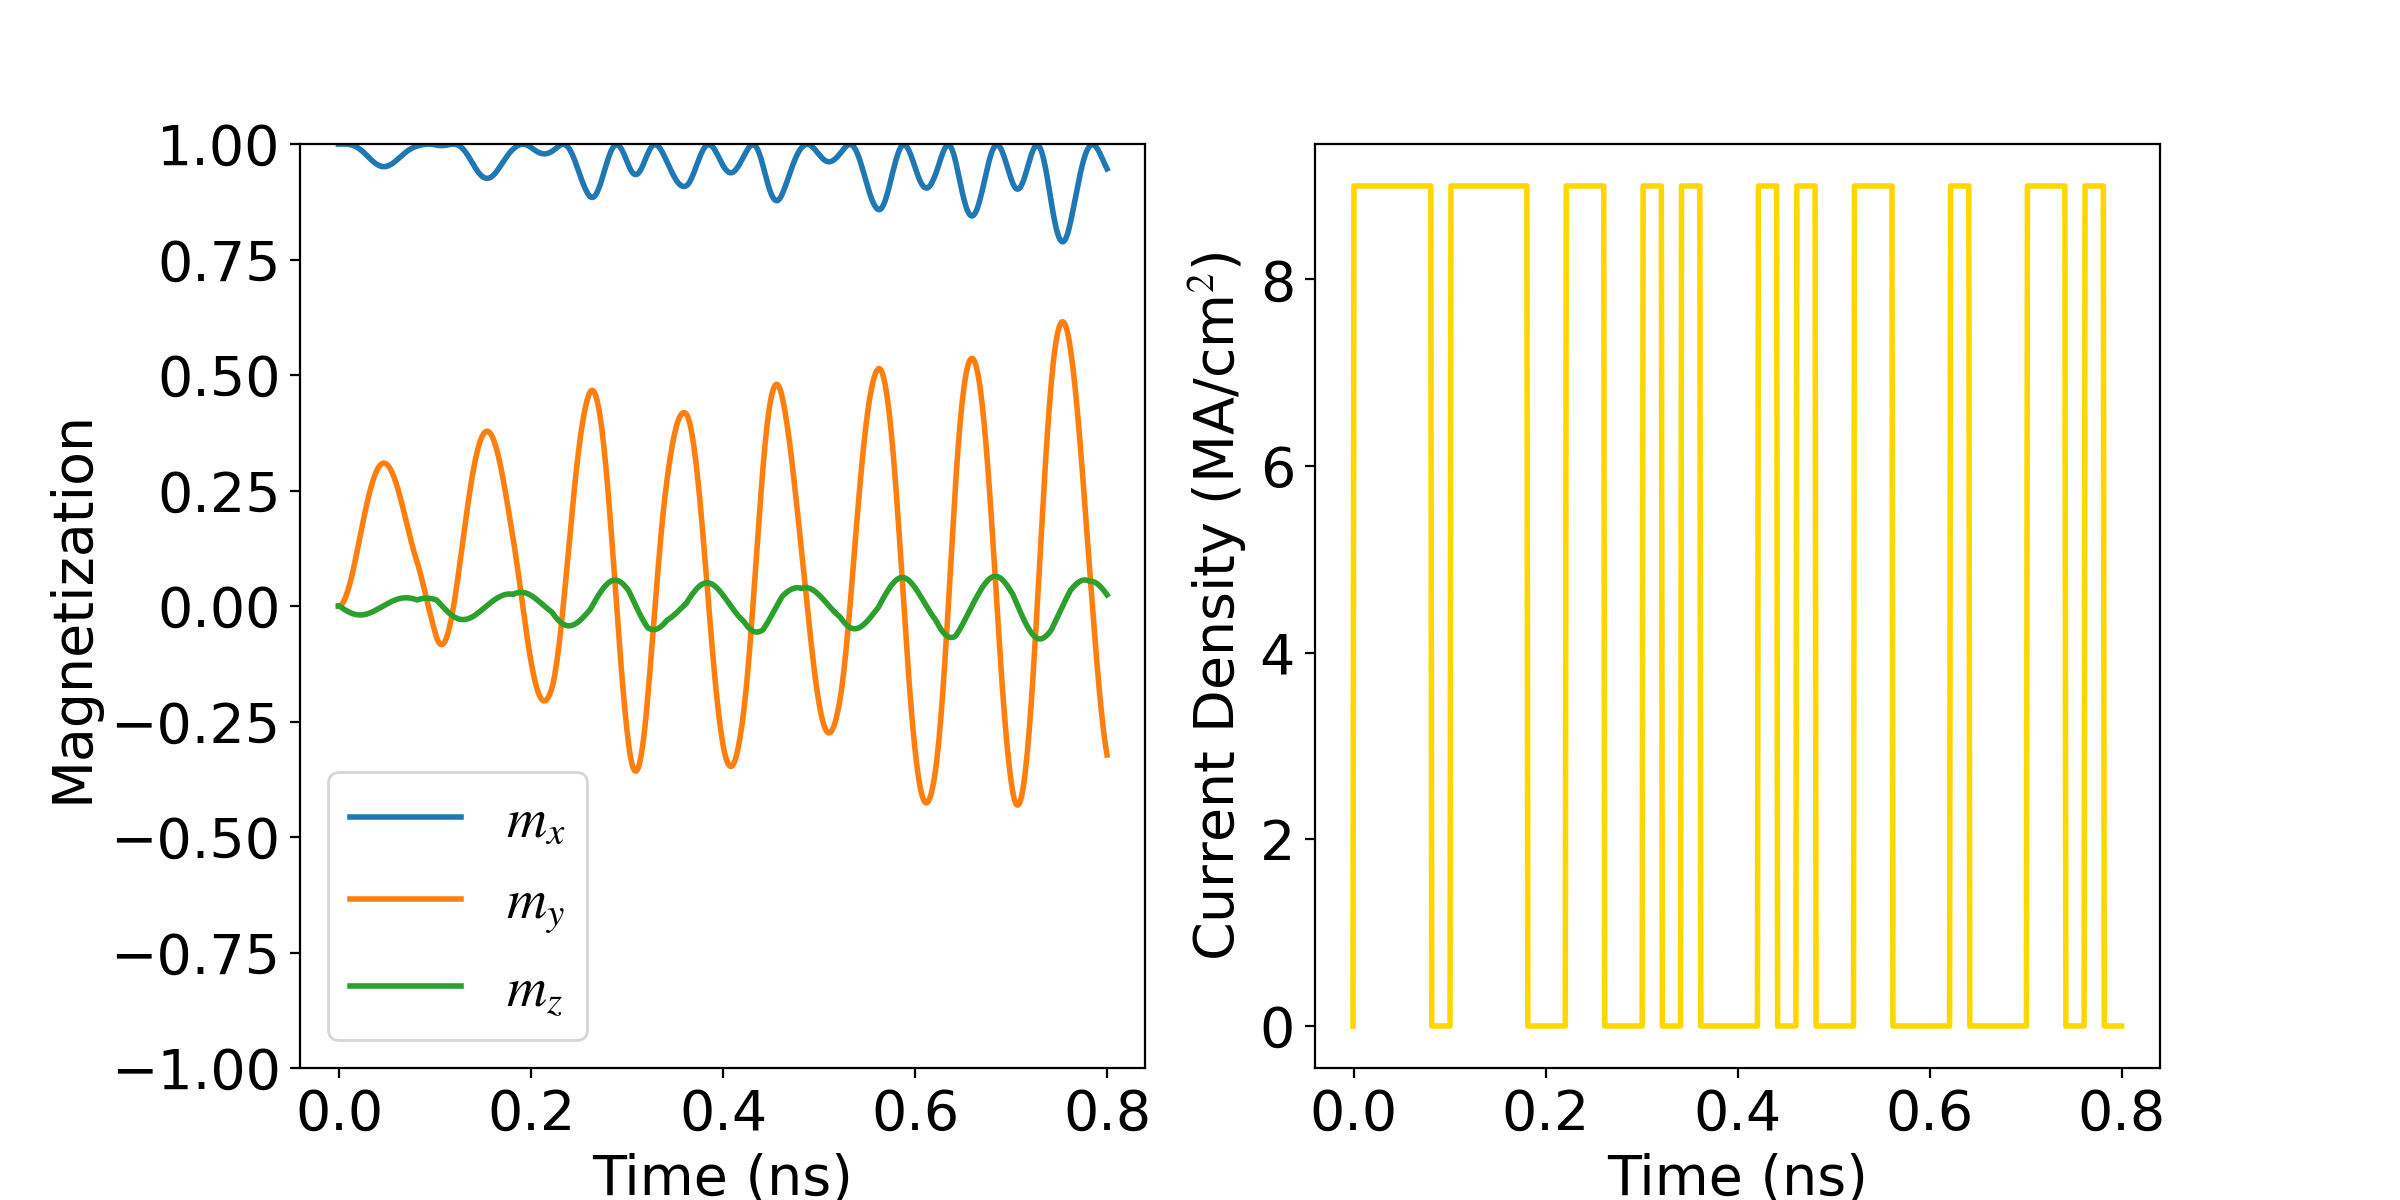 1.00
0.75
0.50
0.25
0.00
−0.25
−0.50
−0.75
−1.00
Magnetization
m_x
m_y
m_z
0.0 0.2 0.4 0.6 0.8
Time (ns)
8
6
4
2
0
Current Density (MA/cm²)
0.0 0.2 0.4 0.6 0.8
Time (ns)